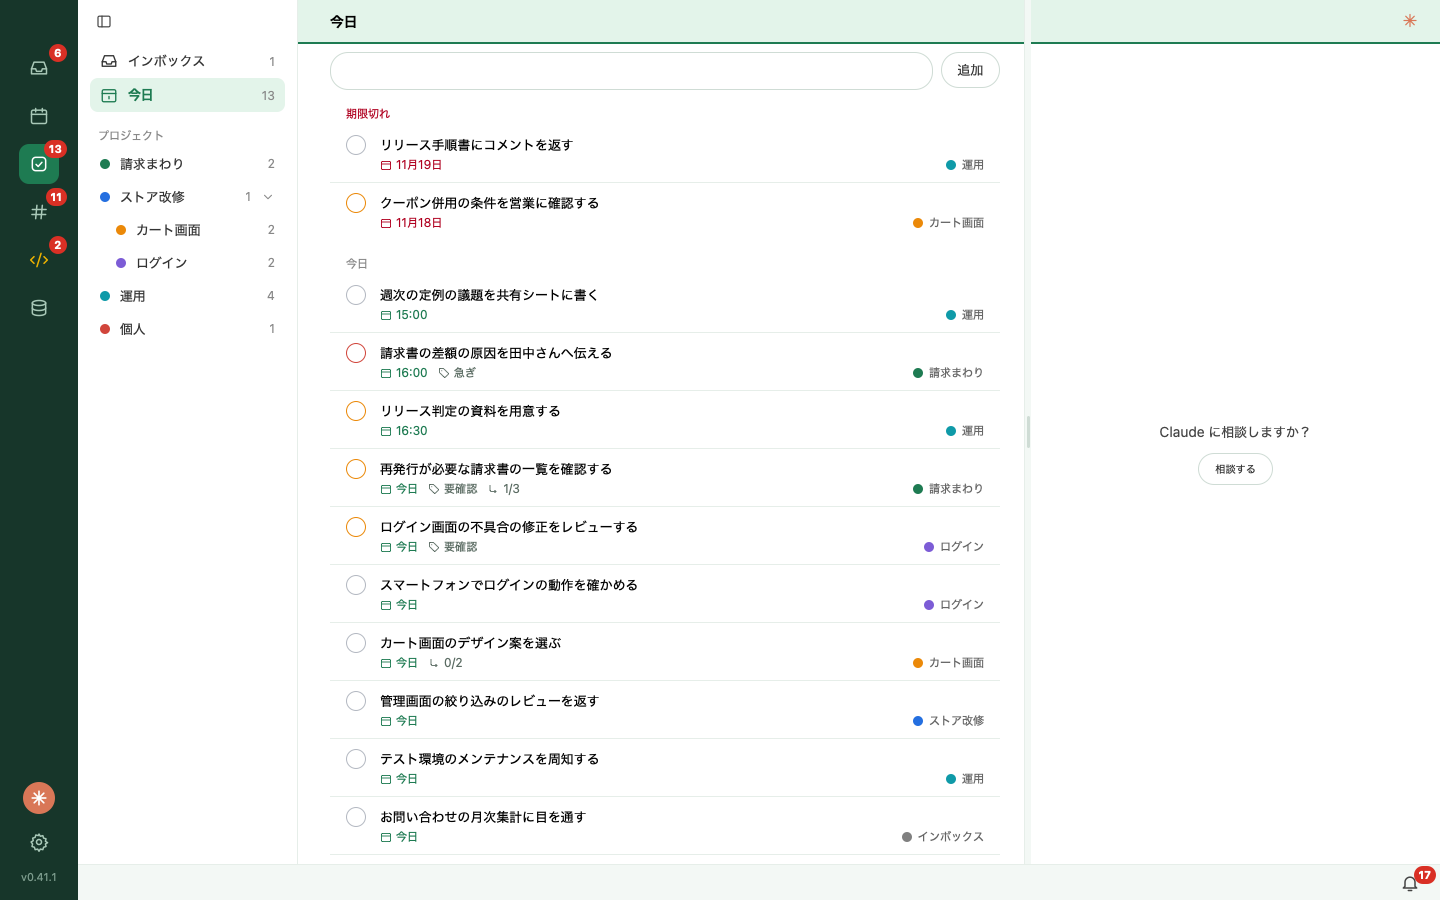 6
13
11
2
v0.41.1
インボックス 1
今日 13
プロジェクト
請求まわり 2
ストア改修 1
カート画面 2
ログイン 2
運用 4
個人 1
今日
追加
期限切れ
リリース手順書にコメントを返す
11月19日 運用
クーポン併用の条件を営業に確認する
11月18日 カート画面
今日
週次の定例の議題を共有シートに書く
15:00 運用
請求書の差額の原因を田中さんへ伝える
16:00 急ぎ 請求まわり
リリース判定の資料を用意する
16:30 運用
再発行が必要な請求書の一覧を確認する
今日 要確認 1/3 請求まわり
ログイン画面の不具合の修正をレビューする
今日 要確認 ログイン
スマートフォンでログインの動作を確かめる
今日 ログイン
カート画面のデザイン案を選ぶ
今日 0/2 カート画面
管理画面の絞り込みのレビューを返す
今日 ストア改修
テスト環境のメンテナンスを周知する
今日 運用
お問い合わせの月次集計に目を通す
今日 インボックス
Claude に相談しますか？
相談する
17